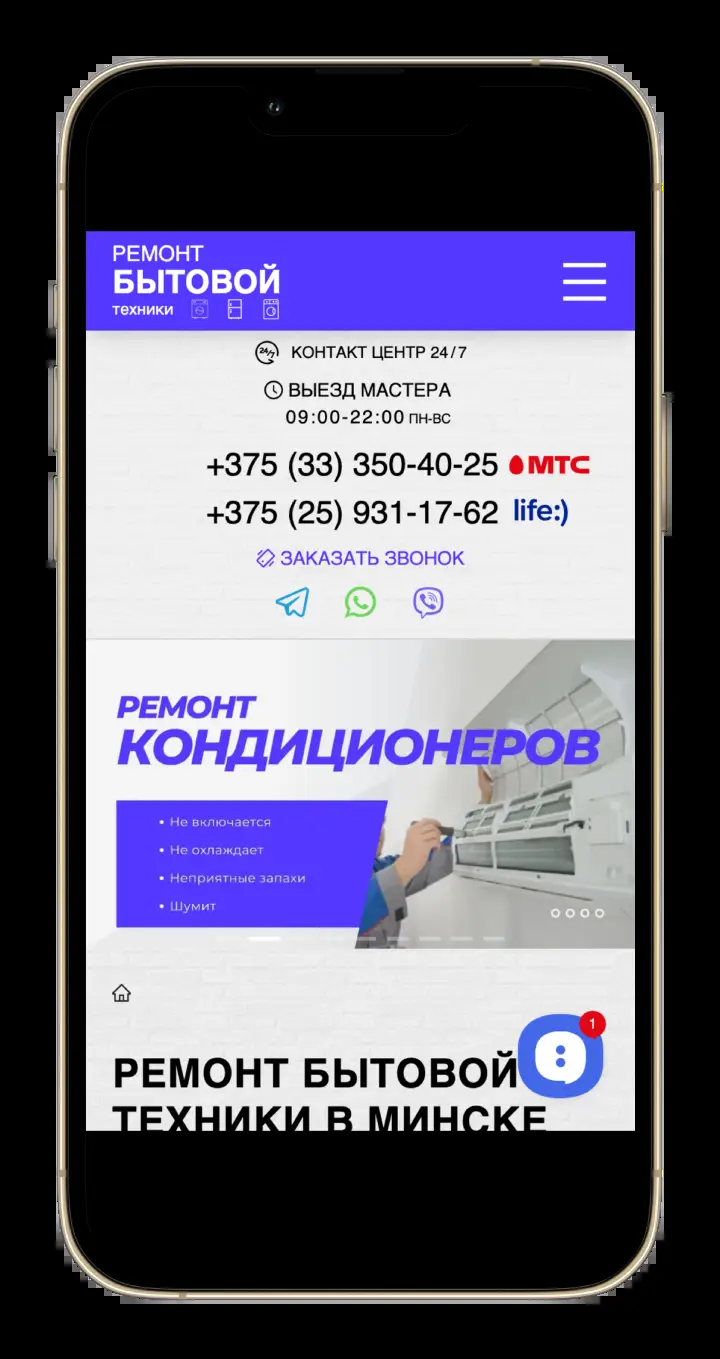 РЕМОНТ
БЫТОВОЙ
техники
24/7 КОНТАКТ ЦЕНТР 24/7
ВЫЕЗД МАСТЕРА
09:00-22:00 ПН-ВС
+375 (33) 350-40-25 МТС
+375 (25) 931-17-62 life:)
ЗАКАЗАТЬ ЗВОНОК
РЕМОНТ
КОНДИЦИОНЕРОВ
• Не включается
• Не охлаждает
• Неприятные запахи
• Шумит
1
РЕМОНТ БЫТОВОЙ
ТЕХНИКИ В МИНСКЕ